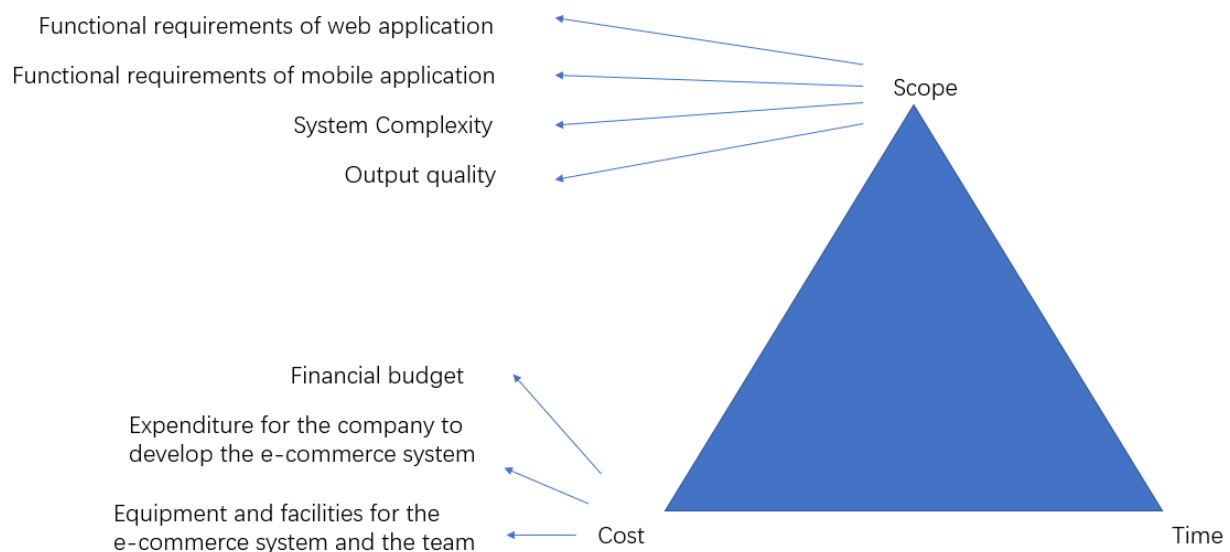 Functional requirements of web application
Functional requirements of mobile application
Scope
System Complexity
Output quality
Financial budget
Expenditure for the company to
develop the e-commerce system
Equipment and facilities for the
e-commerce system and the team
Cost
Time